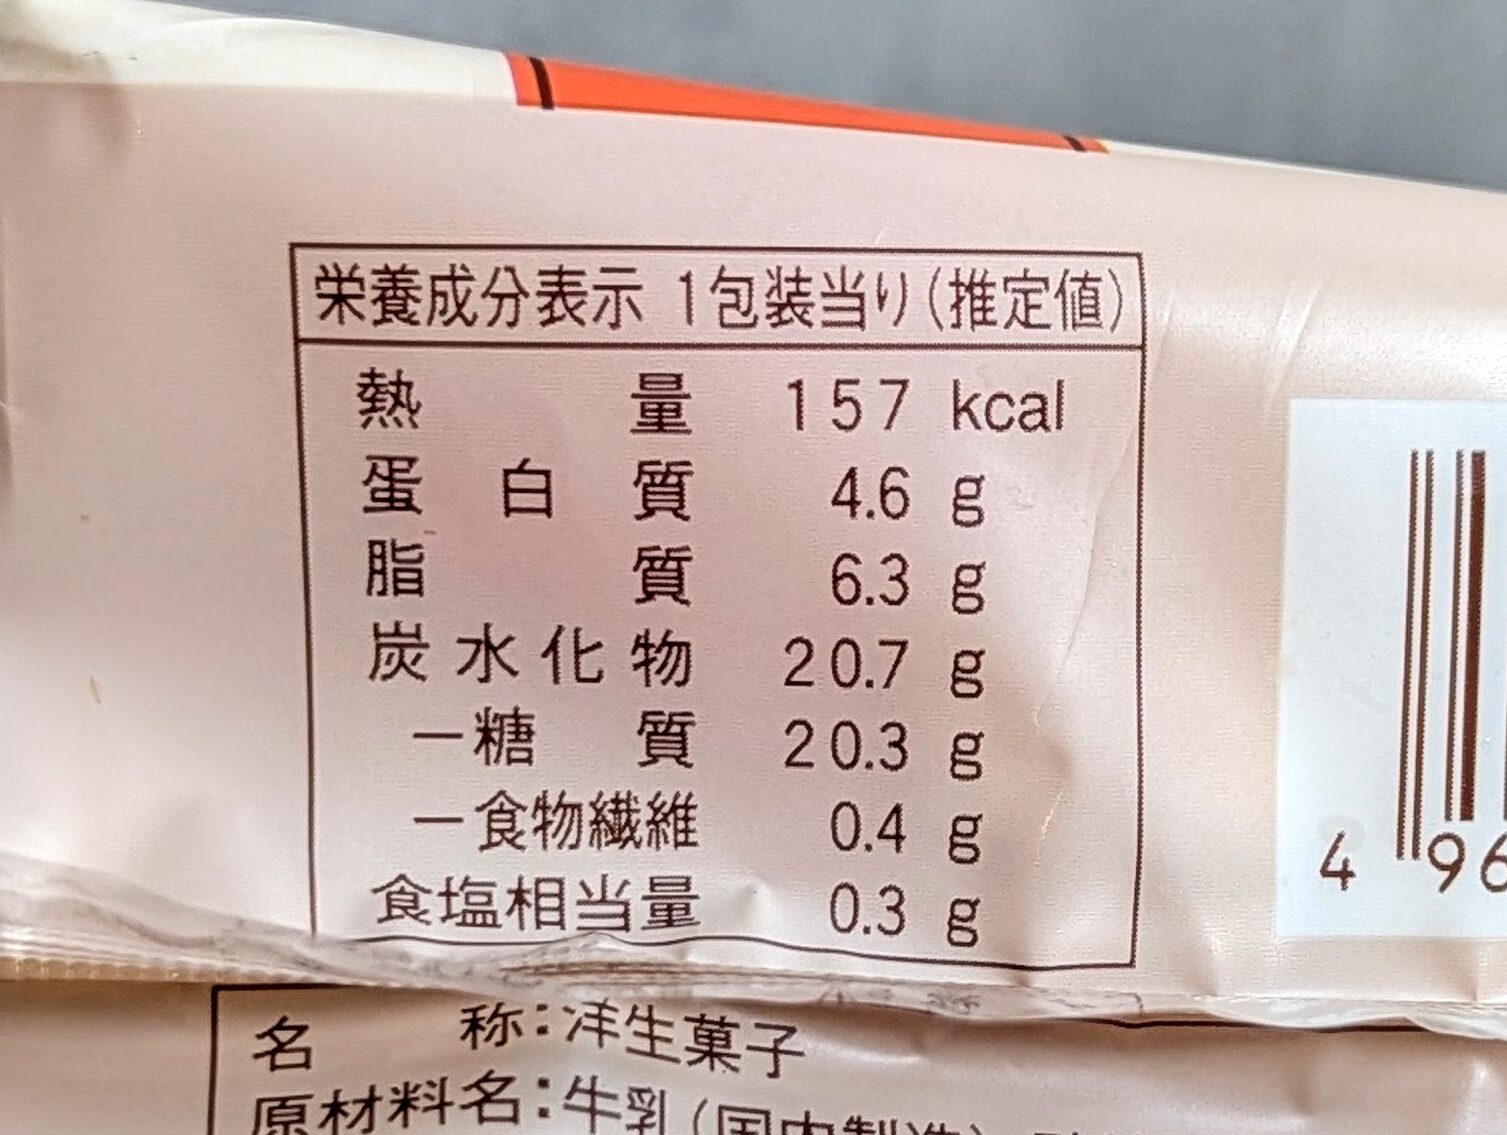 栄養成分表示 1包装当り(推定値)
熱量 157 kcal
蛋白質 4.6 g
脂質 6.3 g
炭水化物 20.7 g
－糖質 20.3 g
－食物繊維 0.4 g
食塩相当量 0.3 g
4 96
名称：洋生菓子
原材料名：牛乳(国内製造)